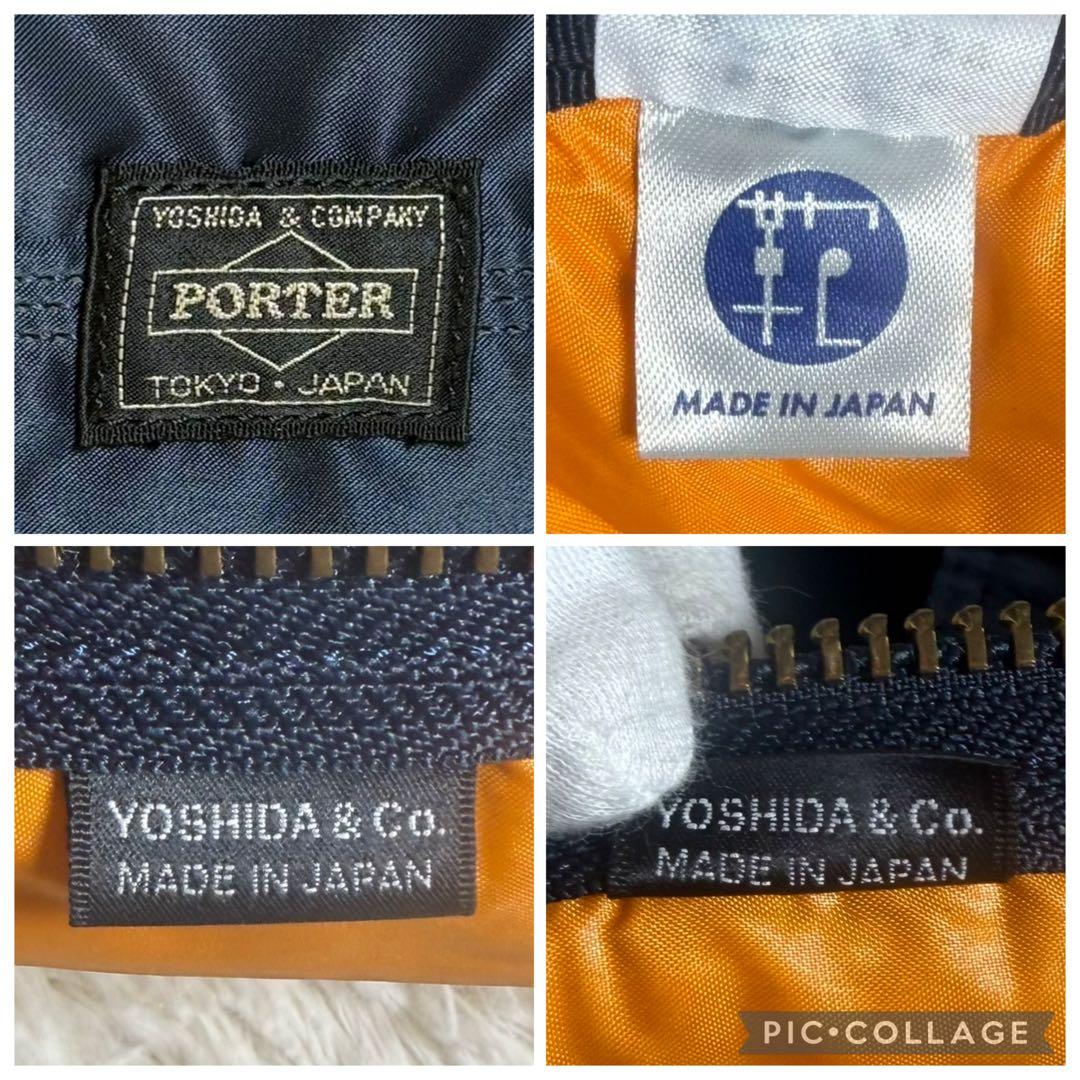 YOSHIDA & COMPANY
PORTER
TOKYO・JAPAN
MADE IN JAPAN
YOSHIDA & Co.
MADE IN JAPAN
YOSHIDA & Co.
MADE IN JAPAN
PIC•COLLAGE